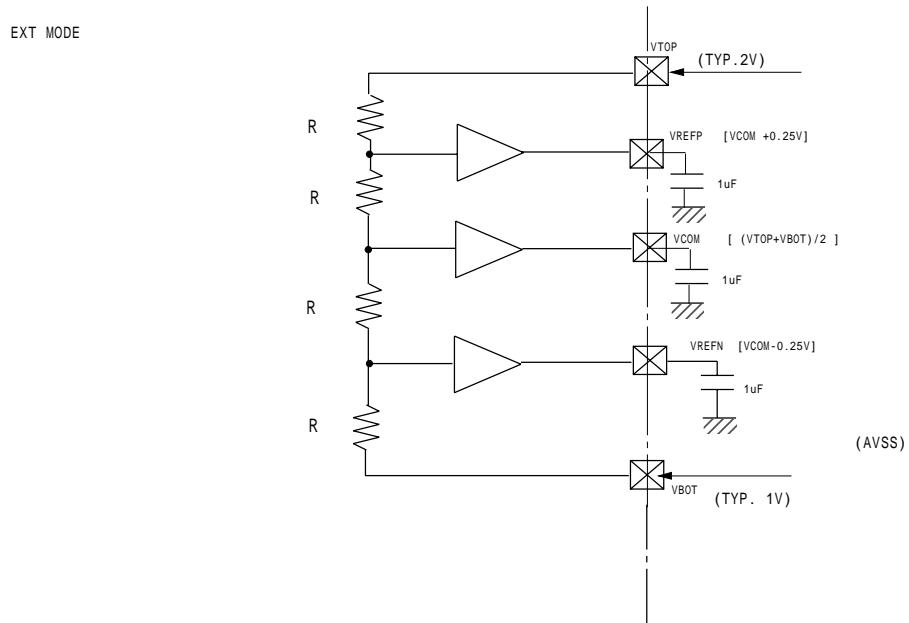 EXT MODE
VTOP
(TYP.2V)
R
VREFP [VCOM +0.25V]
1uF
R
VCOM [ (VTOP+VBOT)/2 ]
1uF
R
VREFN [VCOM-0.25V]
1uF
R
(AVSS)
VBOT
(TYP. 1V)